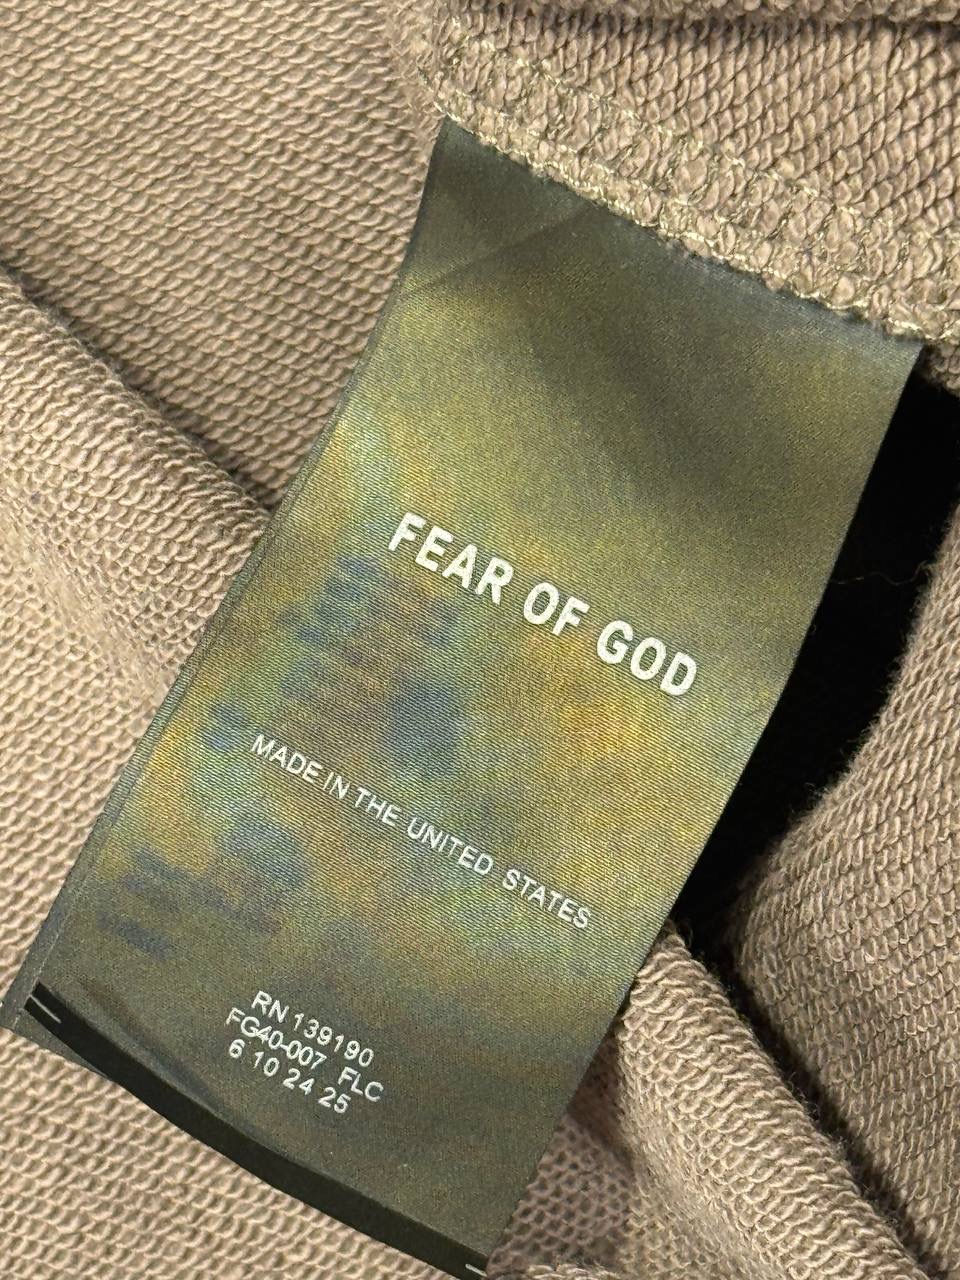 FEAR OF GOD
MADE IN THE UNITED STATES
RN 139190
FG40-007 FLC
6 10 24 25